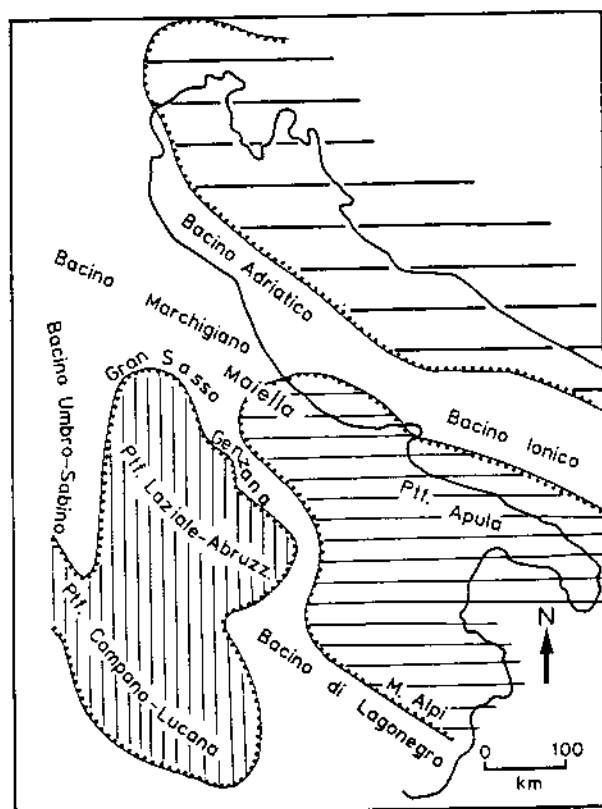 Bacino Adriatico
Bacino
Marchigiano
Bacino Umbro-Sabino
Gran Sasso
Maiella
Genzana
Bacino Ionico
Ptf. Laziale-Abruzz.
Ptf. Apula
Ptf. Campano-Lucana
Bacino di Lagonegro
M. Alpi
N
0 100
km